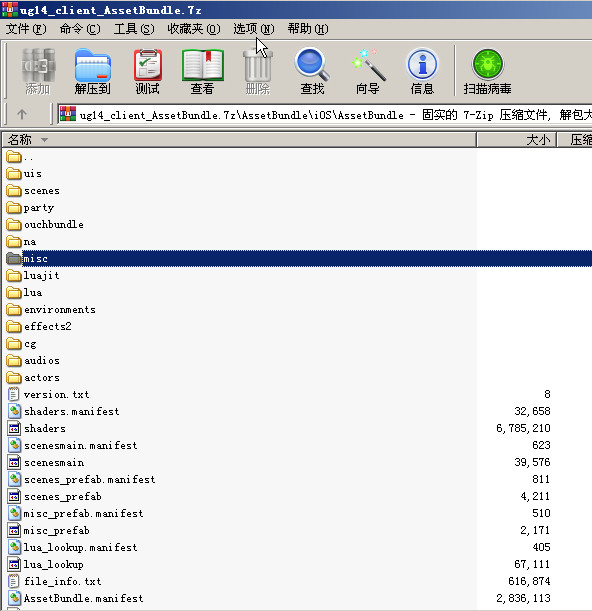 ug14_client_AssetBundle.7z
文件(F) 命令(C) 工具(S) 收藏夹(O) 选项(N) 帮助(H)
添加 解压到 测试 查看 删除 查找 向导 信息 扫描病毒
ug14_client_AssetBundle.7z\AssetBundle\iOS\AssetBundle - 固实的 7-Zip 压缩文件, 解包大
名称 大小 压缩
..
uis
scenes
party
ouchbundle
na
misc
luajit
lua
environments
effects2
cg
audios
actors
version.txt 8
shaders.manifest 32,658
shaders 6,785,210
scenesmain.manifest 623
scenesmain 39,576
scenes_prefab.manifest 811
scenes_prefab 4,211
misc_prefab.manifest 510
misc_prefab 2,171
lua_lookup.manifest 405
lua_lookup 67,111
file_info.txt 616,874
AssetBundle.manifest 2,836,113